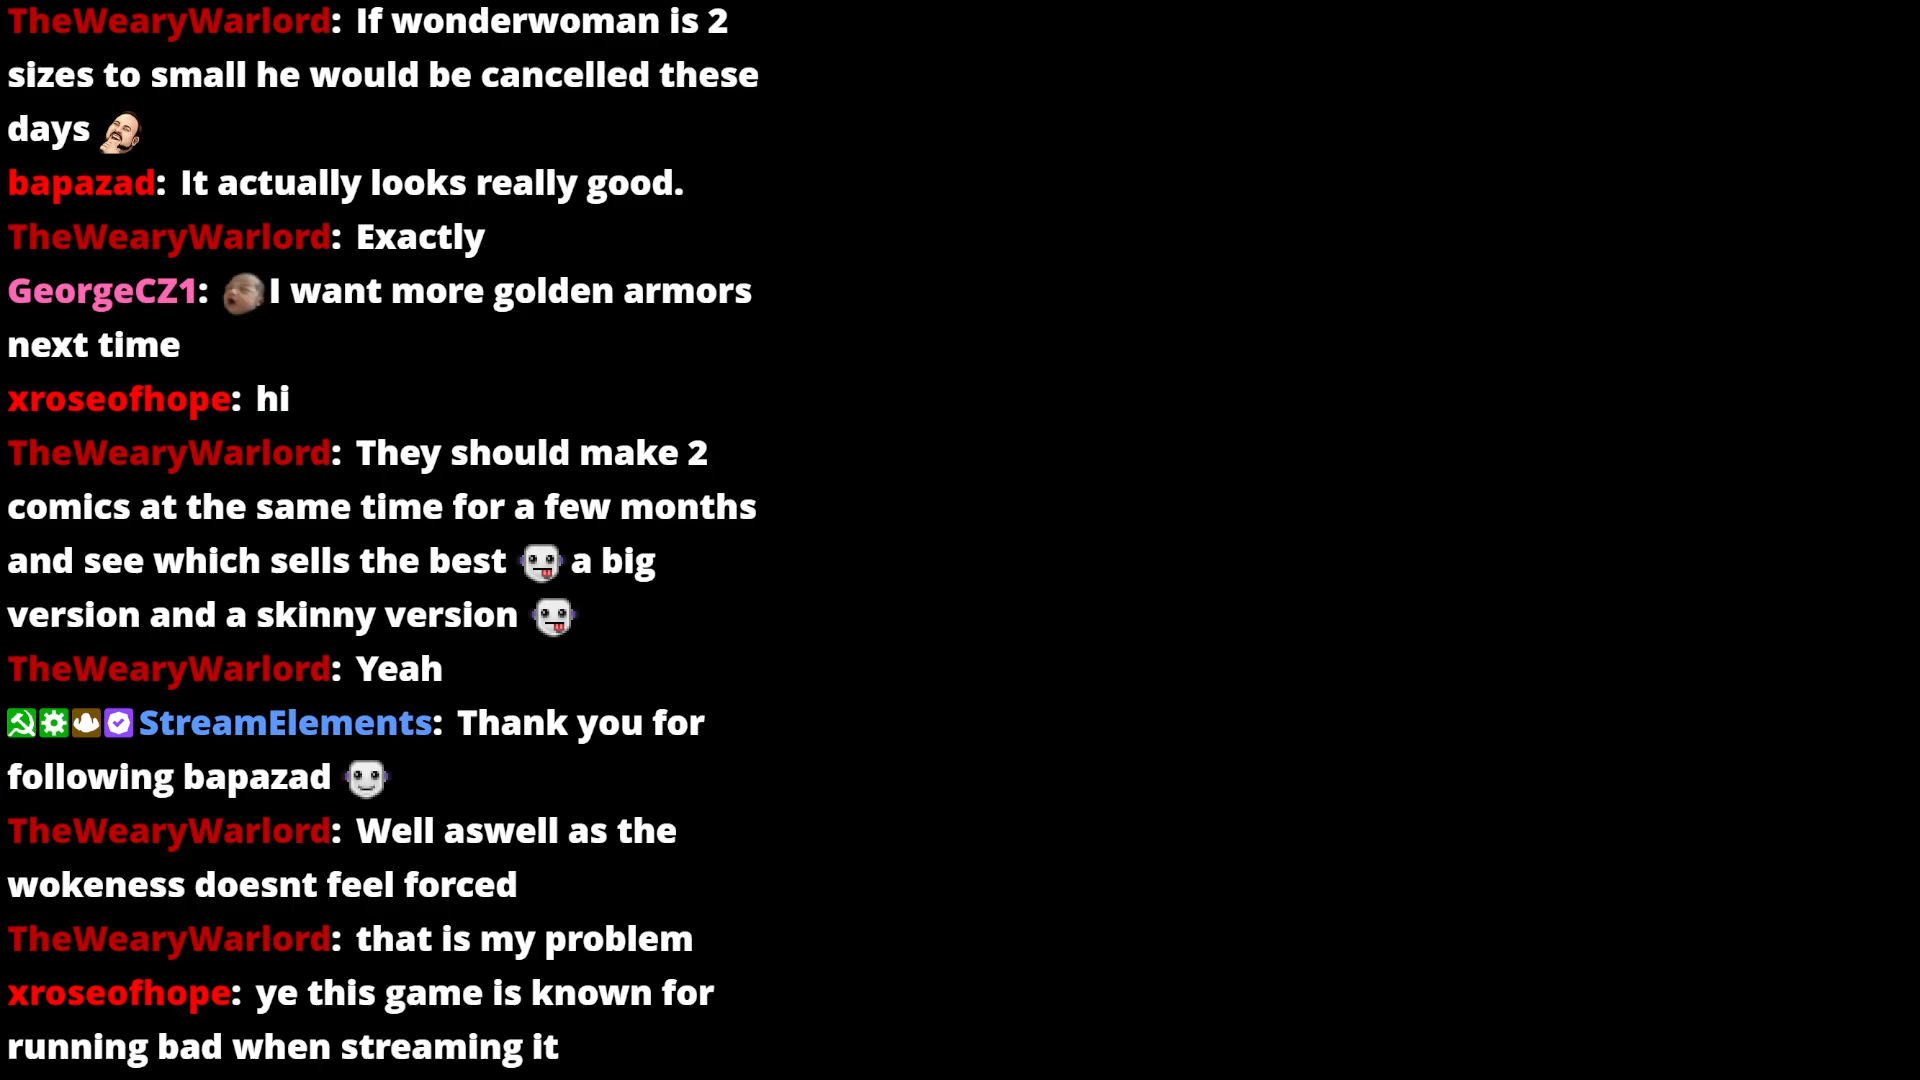 TheWearyWarlord: If wonderwoman is 2
sizes to small he would be cancelled these
days
bapazad: It actually looks really good.
TheWearyWarlord: Exactly
GeorgeCZ1: I want more golden armors
next time
xroseofhope: hi
TheWearyWarlord: They should make 2
comics at the same time for a few months
and see which sells the best a big
version and a skinny version
TheWearyWarlord: Yeah
StreamElements: Thank you for
following bapazad
TheWearyWarlord: Well aswell as the
wokeness doesnt feel forced
TheWearyWarlord: that is my problem
xroseofhope: ye this game is known for
running bad when streaming it